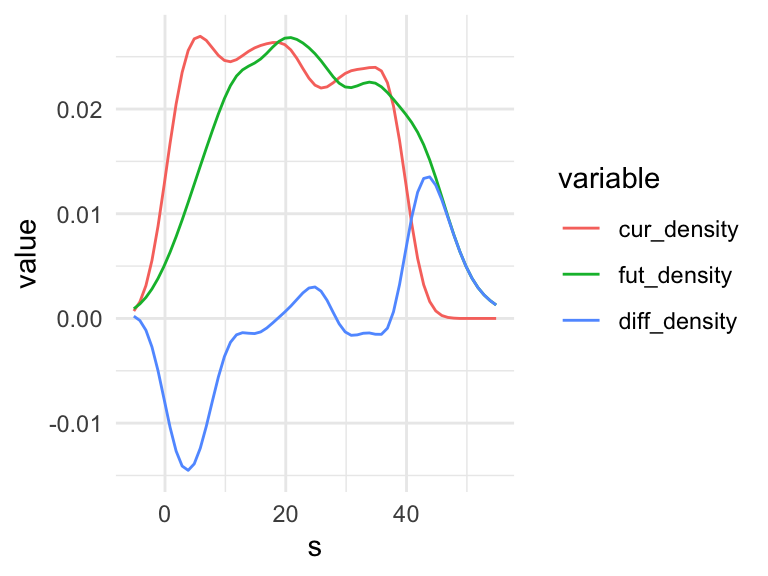 0.02
0.01
0.00
-0.01
value
0
20
40
s
variable
cur_density
fut_density
diff_density